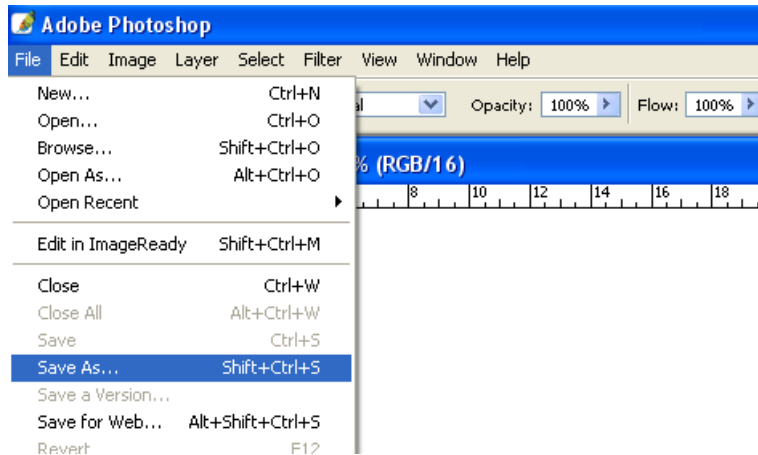 Adobe Photoshop
File Edit Image Layer Select Filter View Window Help
al Opacity: 100% Flow: 100%
% (RGB/16)
8 10 12 14 16 18
New... Ctrl+N
Open... Ctrl+O
Browse... Shift+Ctrl+O
Open As... Alt+Ctrl+O
Open Recent
Edit in ImageReady Shift+Ctrl+M
Close Ctrl+W
Close All Alt+Ctrl+W
Save Ctrl+S
Save As... Shift+Ctrl+S
Save a Version...
Save for Web... Alt+Shift+Ctrl+S
Revert F12